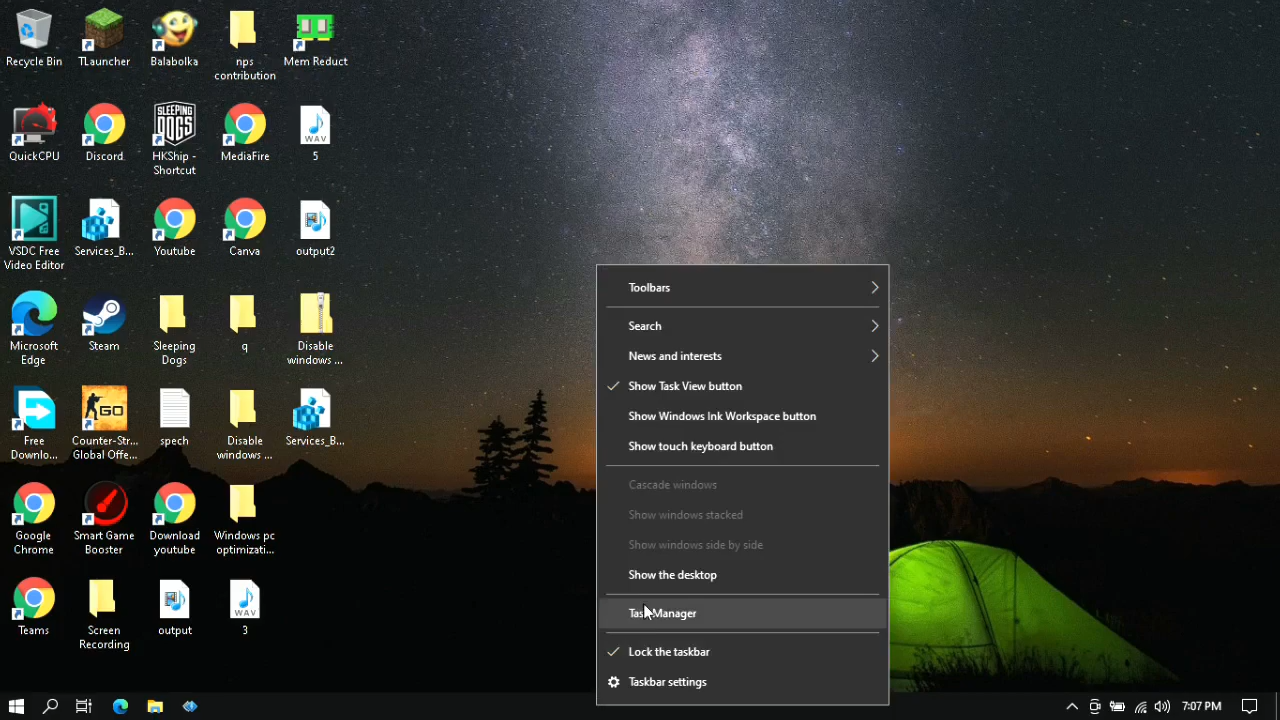 Recycle Bin
TLauncher
Balabolka
nps
contribution
Mem Reduct
QuickCPU
Discord
SLEEPING
DOGS
HKShip -
Shortcut
MediaFire
WAV
5
VSDC Free
Video Editor
Services_B...
Youtube
Canva
output2
Microsoft
Edge
Steam
Sleeping
Dogs
q
Disable
windows ...
Free
Downlo...
GO
Counter-Str...
Global Offe...
spech
Disable
windows ...
Services_B...
Google
Chrome
Smart Game
Booster
Download
youtube
Windows pc
optimizati...
Teams
Screen
Recording
output
WAV
3
Toolbars
Search
News and interests
Show Task View button
Show Windows Ink Workspace button
Show touch keyboard button
Cascade windows
Show windows stacked
Show windows side by side
Show the desktop
Task Manager
Lock the taskbar
Taskbar settings
7:07 PM